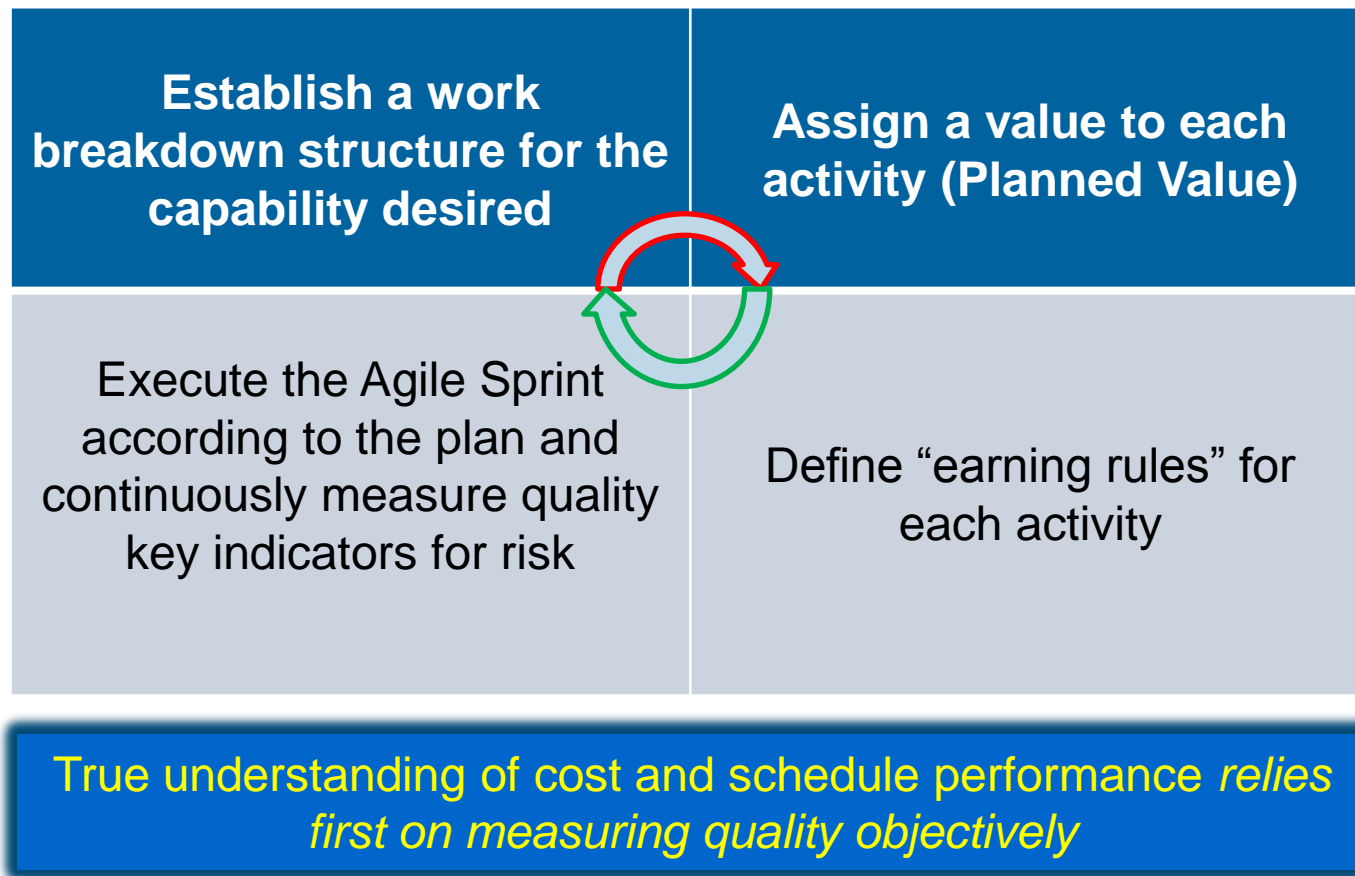 Establish a work
breakdown structure for the
capability desired
Assign a value to each
activity (Planned Value)
Execute the Agile Sprint
according to the plan and
continuously measure quality
key indicators for risk
Define “earning rules” for
each activity
True understanding of cost and schedule performance relies
first on measuring quality objectively